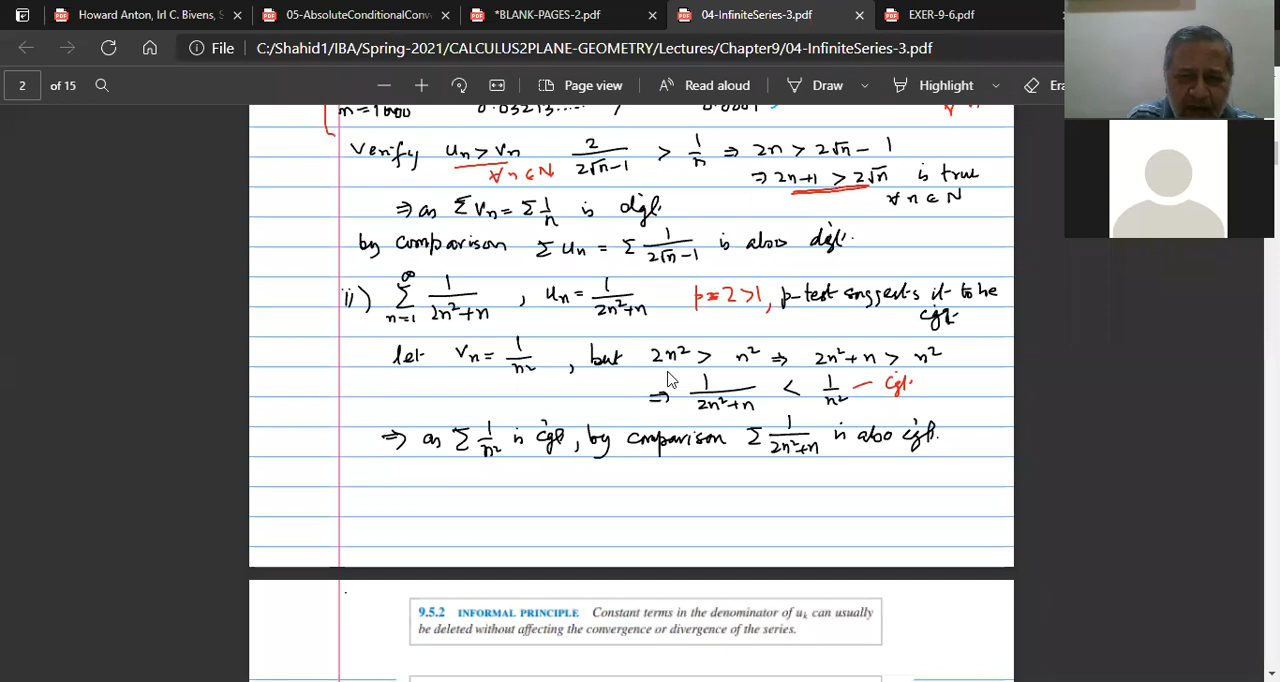 Howard Anton, Irl C. Bivens, S
05-AbsoluteConditionalConv
*BLANK-PAGES-2.pdf
04-InfiniteSeries-3.pdf
EXER-9-6.pdf
File C:/Shahid1/IBA/Spring-2021/CALCULUS2PLANE-GEOMETRY/Lectures/Chapter9/04-InfiniteSeries-3.pdf
2 of 15 Page view Read aloud Draw Highlight Era
Verify un > vn 2/(2√n-1) > 1/n ⇒ 2n > 2√n - 1
∀ n ∈ N ⇒ 2n+1 > 2√n is true
∀ n ∈ N
⇒ as Σ vn = Σ 1/n is dgt.
by comparison Σ un = Σ 1/(2√n-1) is also dgt.
ii) ∞Σn=1 1/(2n²+n) , un = 1/(2n²+n) p=2>1, p-test suggests it to be
cgt.
let vn = 1/n² , but 2n² > n² ⇒ 2n²+n > n²
⇒ 1/(2n²+n) < 1/n² – cgt.
⇒ as Σ 1/n² is cgt, by comparison Σ 1/(2n²+n) is also cgt.
9.5.2 INFORMAL PRINCIPLE Constant terms in the denominator of uk can usually
be deleted without affecting the convergence or divergence of the series.